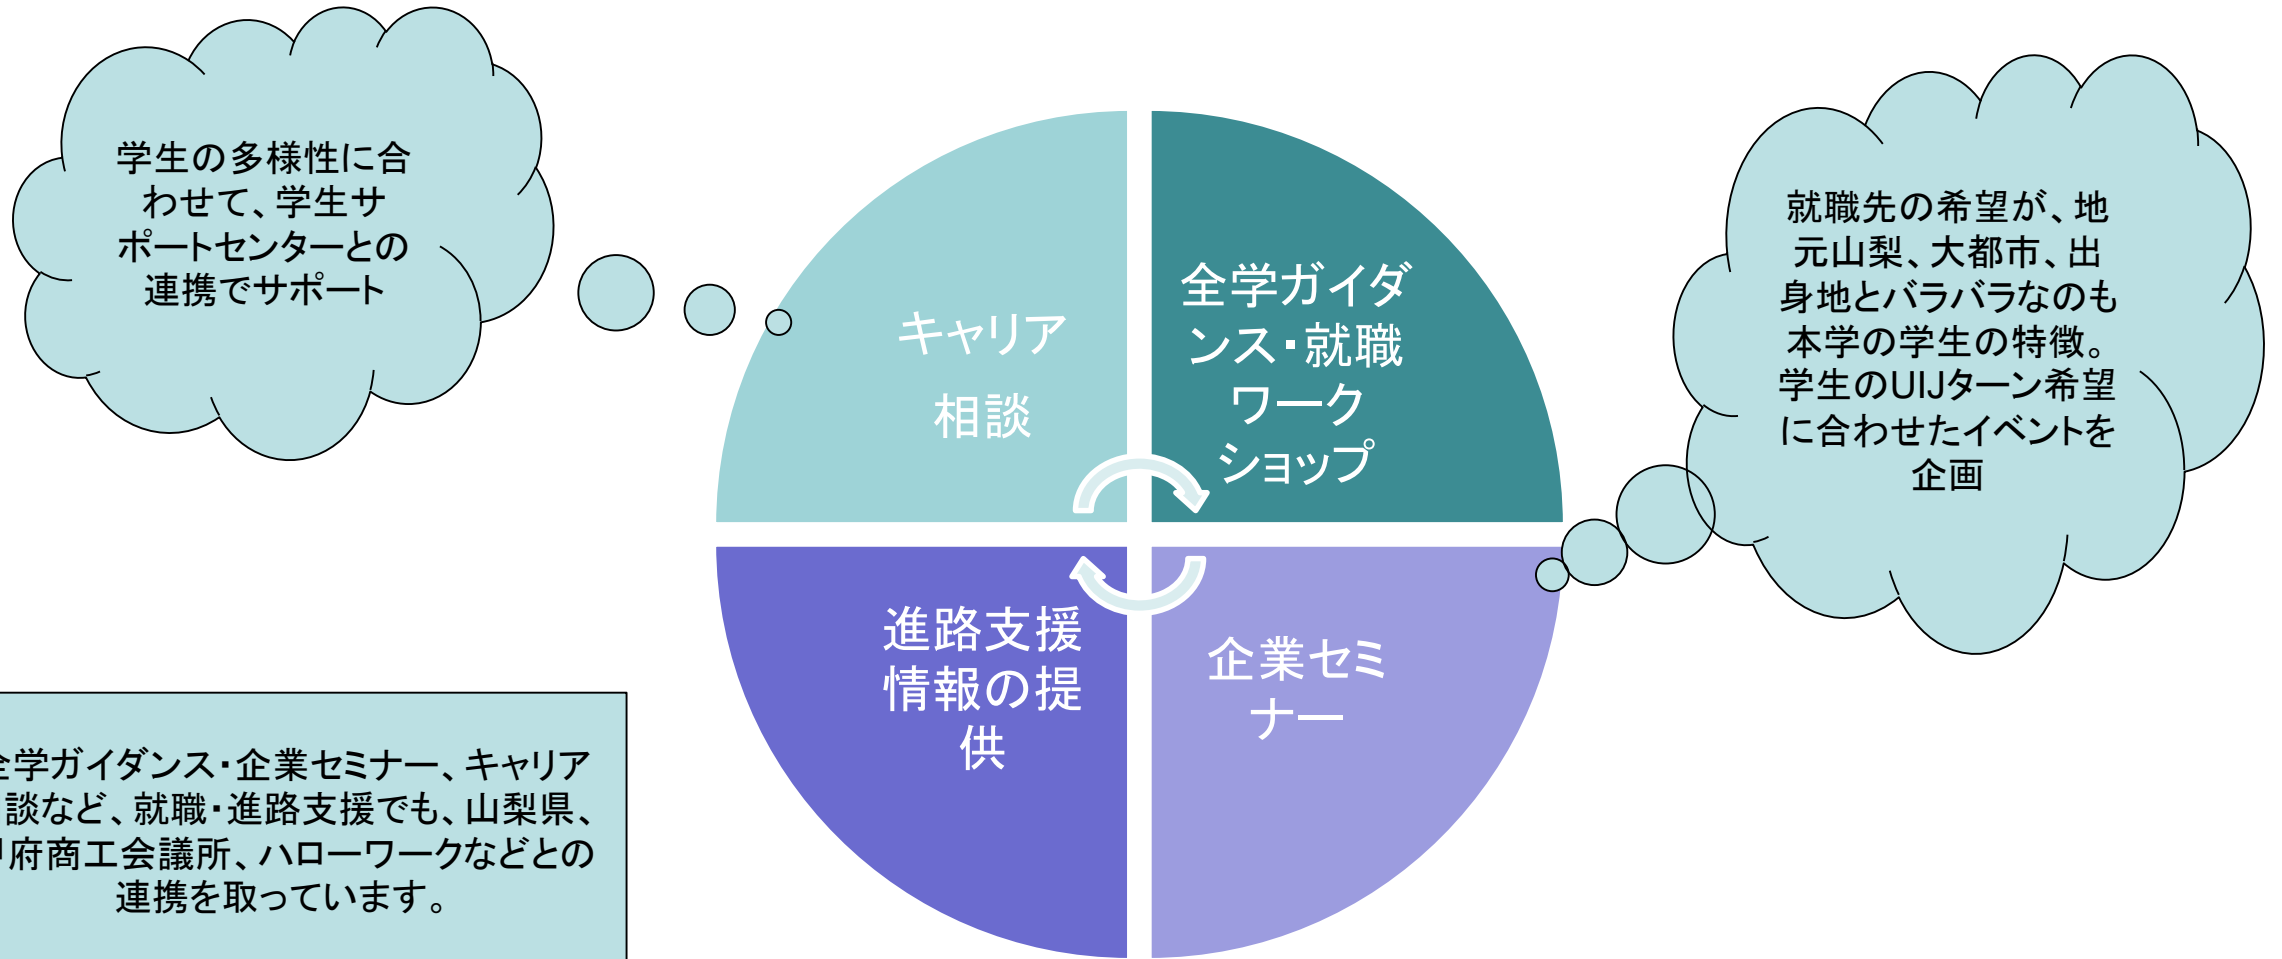 学生の多様性に合
わせて、学生サ
ポートセンターとの
連携でサポート
キャリア
相談
全学ガイダ
ンス・就職
ワーク
ショップ
就職先の希望が、地
元山梨、大都市、出
身地とバラバラなのも
本学の学生の特徴。
学生のUIJターン希望
に合わせたイベントを
企画
進路支援
情報の提
供
企業セミ
ナー
学ガイダンス・企業セミナー、キャリア
談など、就職・進路支援でも、山梨県、
府商工会議所、ハローワークなどとの
連携を取っています。